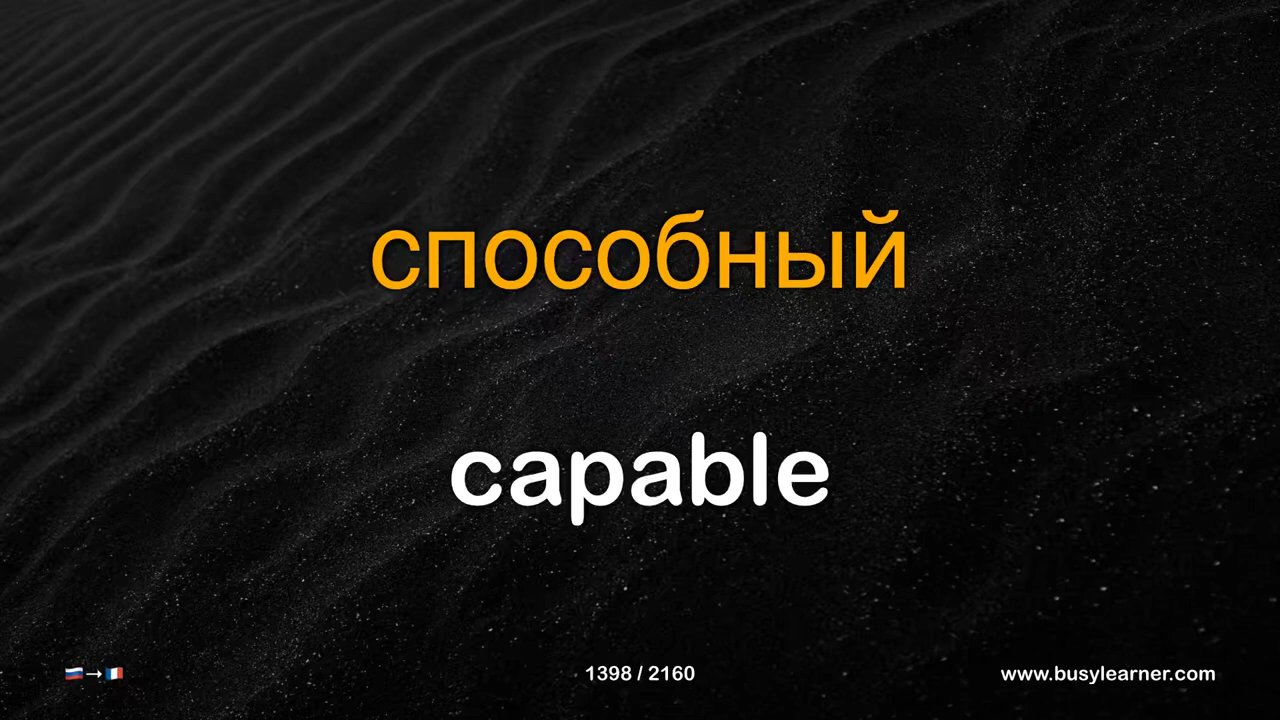 способный
capable
🇷🇺→🇫🇷
1398 / 2160
www.busylearner.com